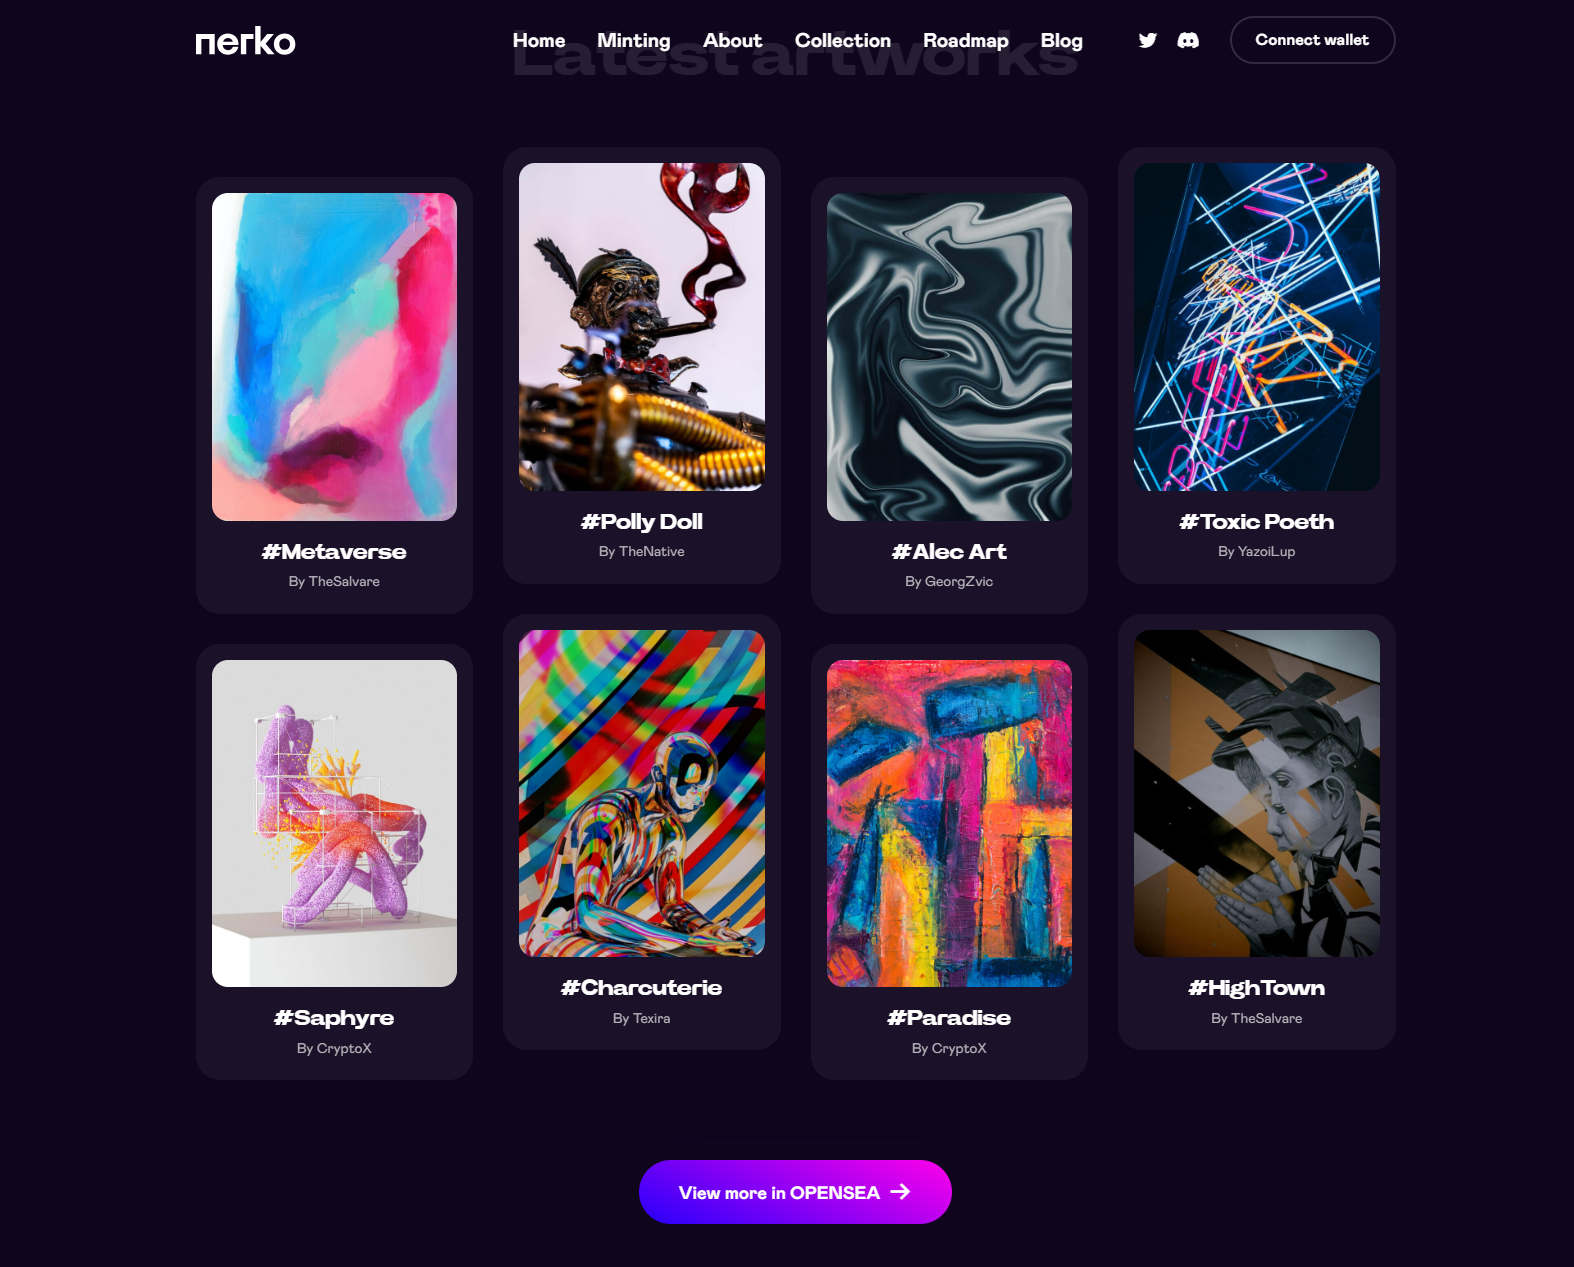 nerko
Home Minting About Collection Roadmap Blog Connect wallet
Latest artworks
#Metaverse
By TheSalvare
#Polly Doll
By TheNative
#Alec Art
By GeorgZvic
#Toxic Poeth
By YazoiLup
#Saphyre
By CryptoX
#Charcuterie
By Texira
#Paradise
By CryptoX
#HighTown
By TheSalvare
View more in OPENSEA →